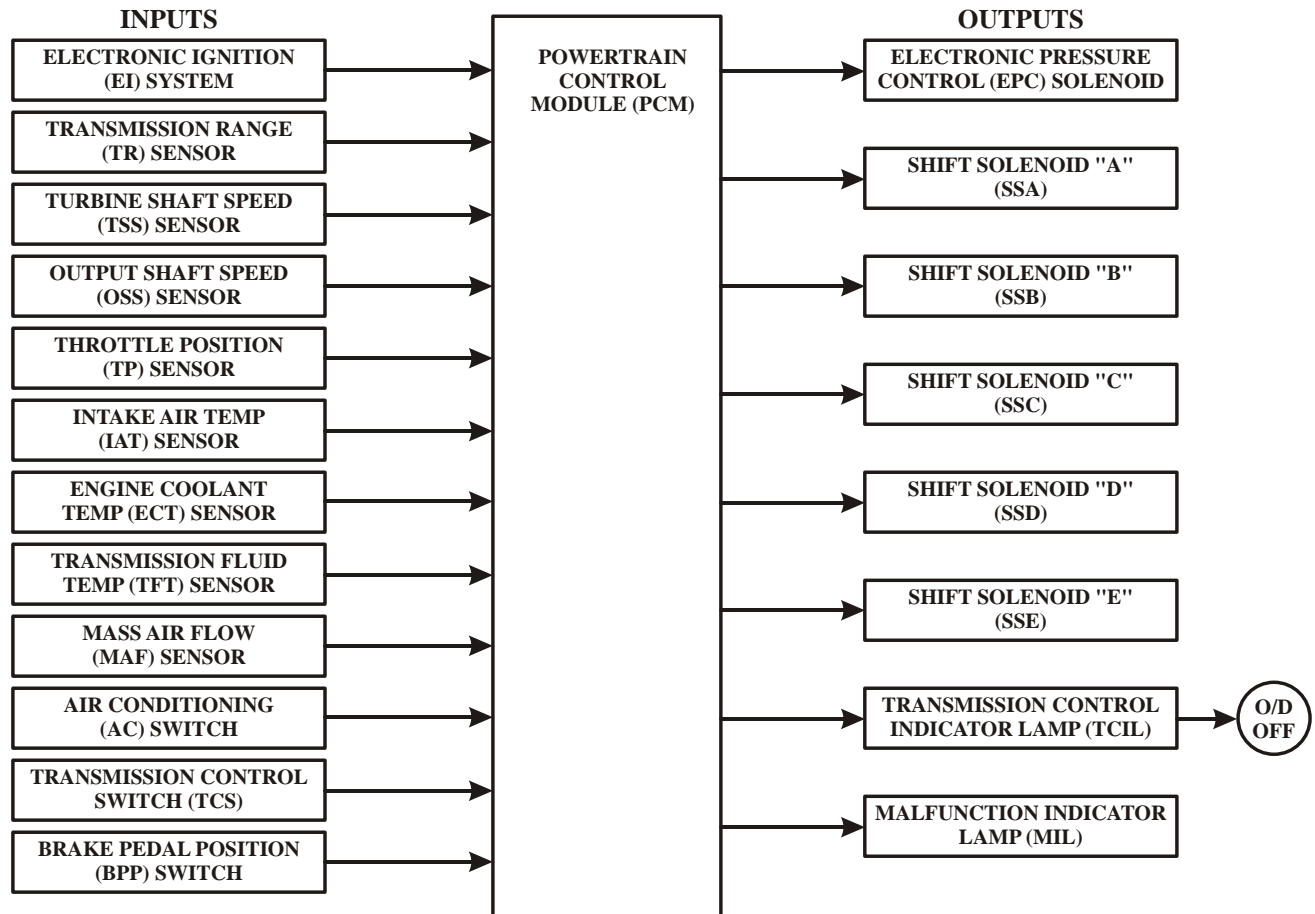 INPUTS
ELECTRONIC IGNITION
(EI) SYSTEM
TRANSMISSION RANGE
(TR) SENSOR
TURBINE SHAFT SPEED
(TSS) SENSOR
OUTPUT SHAFT SPEED
(OSS) SENSOR
THROTTLE POSITION
(TP) SENSOR
INTAKE AIR TEMP
(IAT) SENSOR
ENGINE COOLANT
TEMP (ECT) SENSOR
TRANSMISSION FLUID
TEMP (TFT) SENSOR
MASS AIR FLOW
(MAF) SENSOR
AIR CONDITIONING
(AC) SWITCH
TRANSMISSION CONTROL
SWITCH (TCS)
BRAKE PEDAL POSITION
(BPP) SWITCH
POWERTRAIN
CONTROL
MODULE (PCM)
OUTPUTS
ELECTRONIC PRESSURE
CONTROL (EPC) SOLENOID
SHIFT SOLENOID "A"
(SSA)
SHIFT SOLENOID "B"
(SSB)
SHIFT SOLENOID "C"
(SSC)
SHIFT SOLENOID "D"
(SSD)
SHIFT SOLENOID "E"
(SSE)
TRANSMISSION CONTROL
INDICATOR LAMP (TCIL)
O/D
OFF
MALFUNCTION INDICATOR
LAMP (MIL)